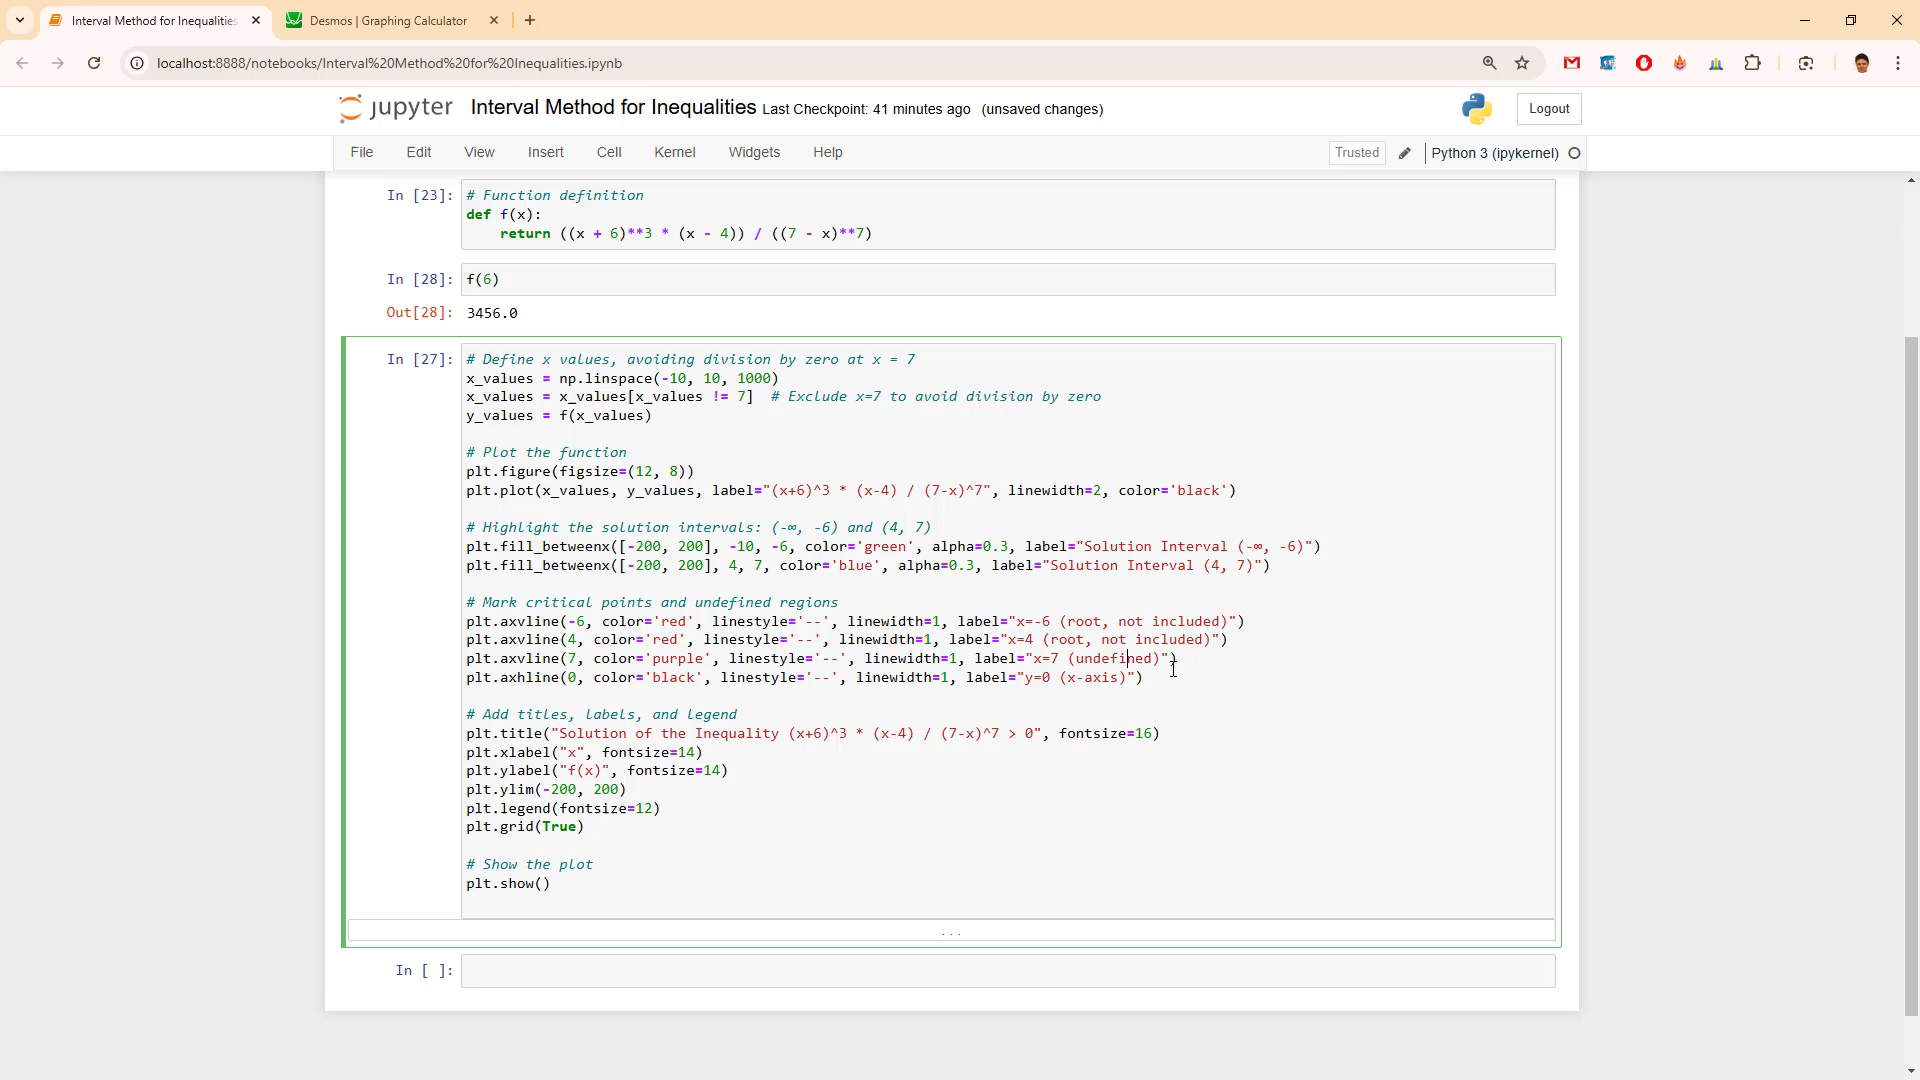 Interval Method for Inequalities
Desmos | Graphing Calculator
localhost:8888/notebooks/Interval%20Method%20for%20Inequalities.ipynb
jupyter Interval Method for Inequalities Last Checkpoint: 41 minutes ago (unsaved changes)
Logout
File Edit View Insert Cell Kernel Widgets Help
Trusted Python 3 (ipykernel)
In [23]: # Function definition
def f(x):
    return ((x + 6)**3 * (x - 4)) / ((7 - x)**7)
In [28]: f(6)
Out[28]: 3456.0
In [27]: # Define x values, avoiding division by zero at x = 7
x_values = np.linspace(-10, 10, 1000)
x_values = x_values[x_values != 7]  # Exclude x=7 to avoid division by zero
y_values = f(x_values)
# Plot the function
plt.figure(figsize=(12, 8))
plt.plot(x_values, y_values, label="(x+6)^3 * (x-4) / (7-x)^7", linewidth=2, color='black')
# Highlight the solution intervals: (-∞, -6) and (4, 7)
plt.fill_betweenx([-200, 200], -10, -6, color='green', alpha=0.3, label="Solution Interval (-∞, -6)")
plt.fill_betweenx([-200, 200], 4, 7, color='blue', alpha=0.3, label="Solution Interval (4, 7)")
# Mark critical points and undefined regions
plt.axvline(-6, color='red', linestyle='--', linewidth=1, label="x=-6 (root, not included)")
plt.axvline(4, color='red', linestyle='--', linewidth=1, label="x=4 (root, not included)")
plt.axvline(7, color='purple', linestyle='--', linewidth=1, label="x=7 (undefined)")
plt.axhline(0, color='black', linestyle='--', linewidth=1, label="y=0 (x-axis)")
# Add titles, labels, and legend
plt.title("Solution of the Inequality (x+6)^3 * (x-4) / (7-x)^7 > 0", fontsize=16)
plt.xlabel("x", fontsize=14)
plt.ylabel("f(x)", fontsize=14)
plt.ylim(-200, 200)
plt.legend(fontsize=12)
plt.grid(True)
# Show the plot
plt.show()
...
In [ ]: